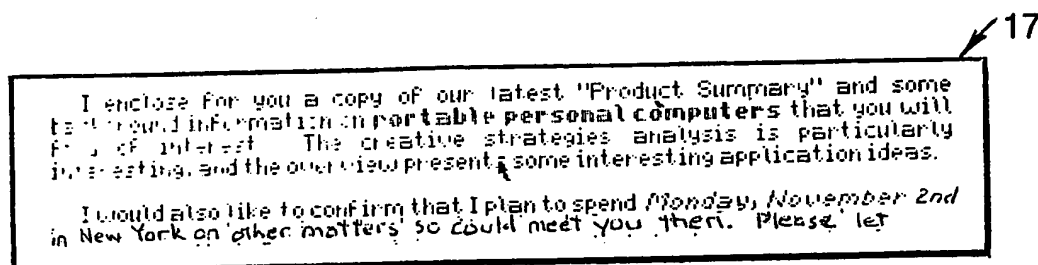 17
I enclose for you a copy of our latest "Product Summary" and some
background information on portable personal computers that you will
find of interest The creative strategies analysis is particularly
interesting, and the overview presents some interesting application ideas.
I would also like to confirm that I plan to spend Monday, November 2nd
in New York on other matters so could meet you then. Please let